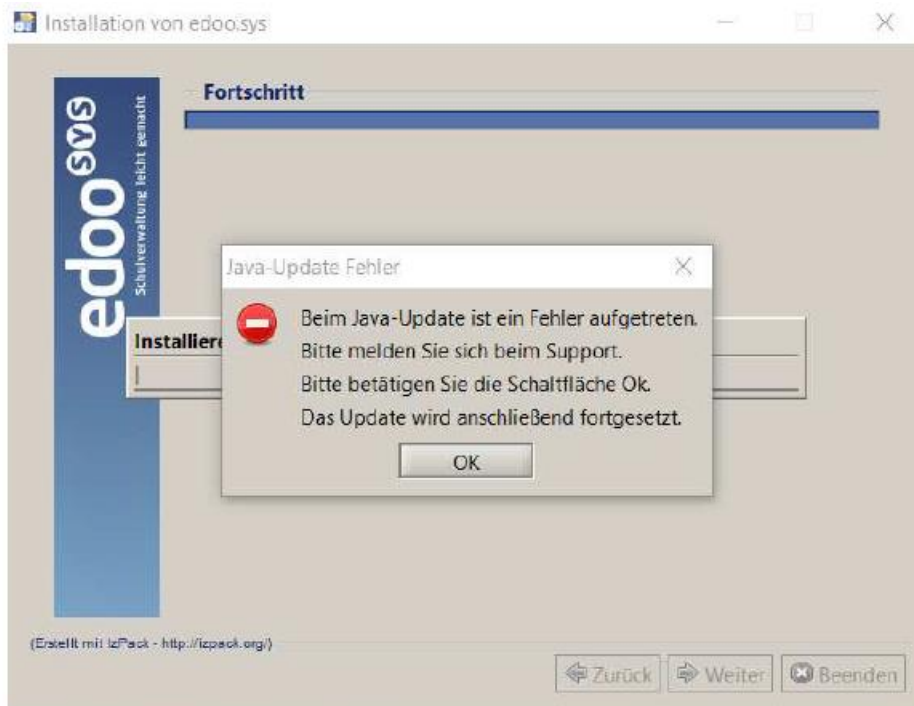 Installation von edoo.sys
Fortschritt
edoo sys
Schulverwaltung leicht gemacht
Java-Update Fehler
Beim Java-Update ist ein Fehler aufgetreten.
Bitte melden Sie sich beim Support.
Bitte betätigen Sie die Schaltfläche Ok.
Das Update wird anschließend fortgesetzt.
OK
(Erstellt mit IzPack - http://izpack.org/)
Zurück
Weiter
Beenden